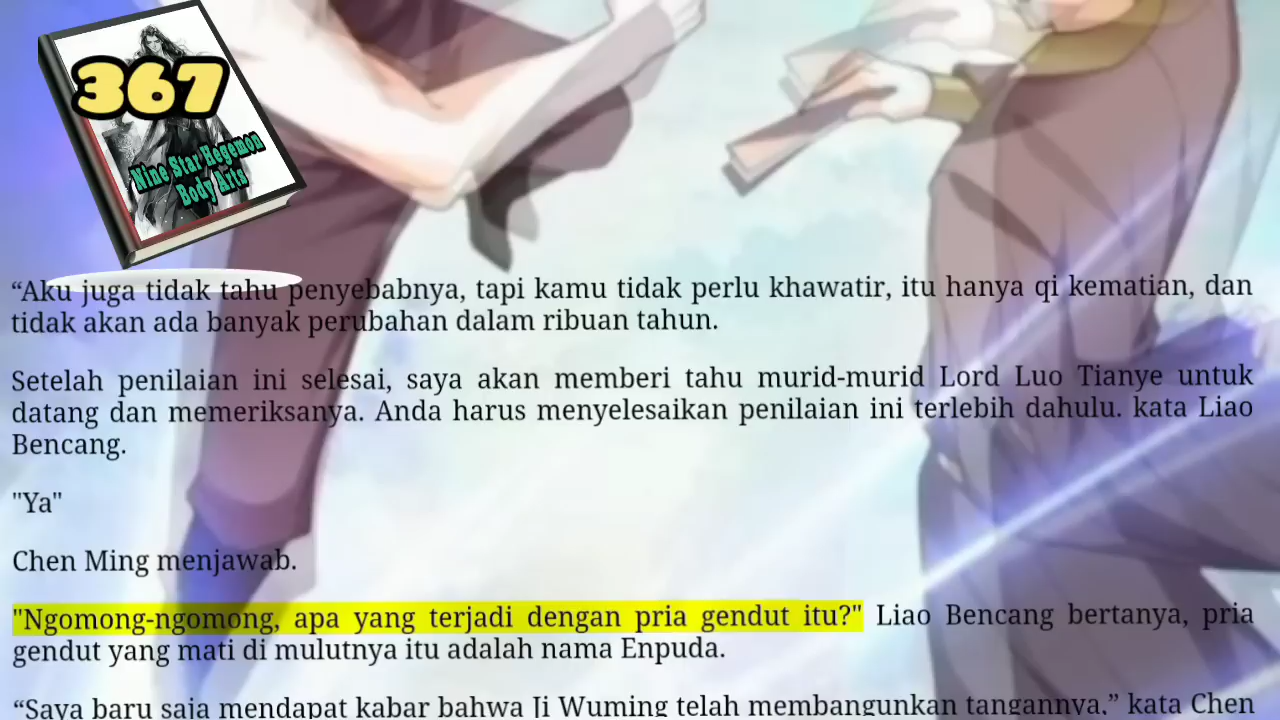 367
Nine Star Hegemon
Body Arts
“Aku juga tidak tahu penyebabnya, tapi kamu tidak perlu khawatir, itu hanya qi kematian, dan
tidak akan ada banyak perubahan dalam ribuan tahun.
Setelah penilaian ini selesai, saya akan memberi tahu murid-murid Lord Luo Tianye untuk
datang dan memeriksanya. Anda harus menyelesaikan penilaian ini terlebih dahulu. kata Liao
Bencang.
"Ya"
Chen Ming menjawab.
"Ngomong-ngomong, apa yang terjadi dengan pria gendut itu?" Liao Bencang bertanya, pria
gendut yang mati di mulutnya itu adalah nama Enpuda.
“Saya baru saja mendapat kabar bahwa Ji Wuming telah membangunkan tangannya,” kata Chen